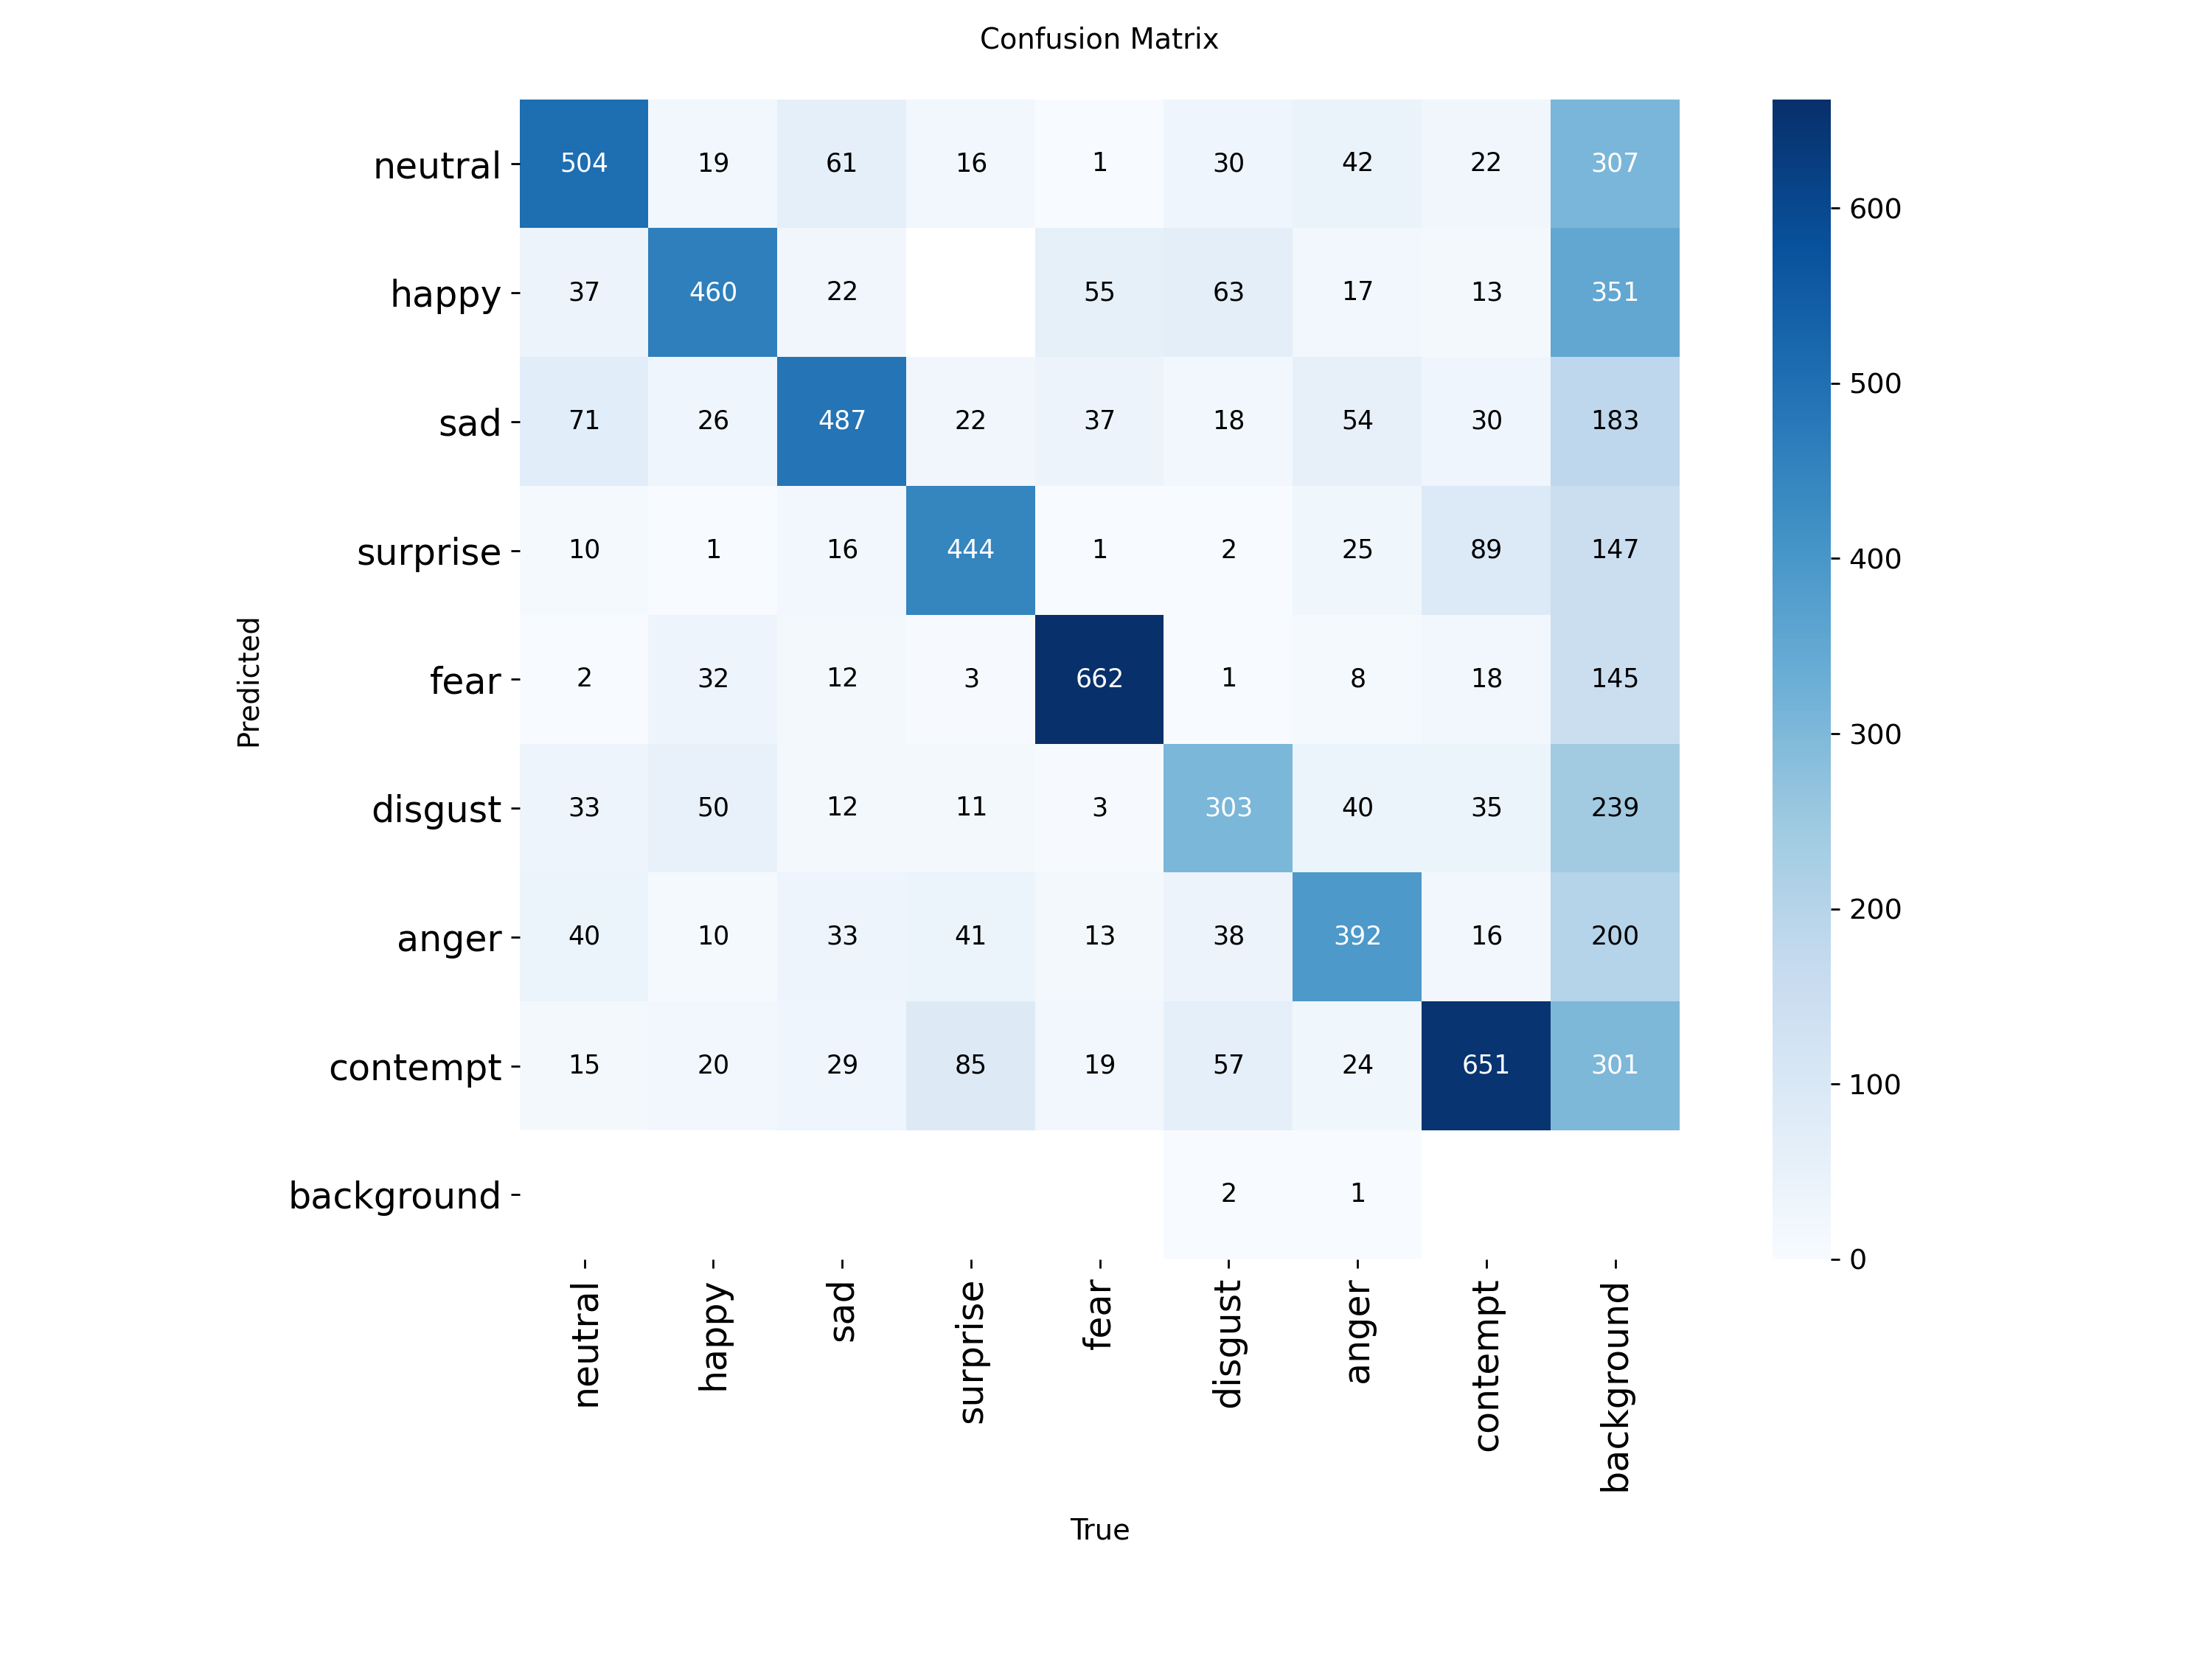 Confusion Matrix
neutral 504 19 61 16 1 30 42 22 307
happy 37 460 22 55 63 17 13 351
sad 71 26 487 22 37 18 54 30 183
surprise 10 1 16 444 1 2 25 89 147
fear 2 32 12 3 662 1 8 18 145
disgust 33 50 12 11 3 303 40 35 239
anger 40 10 33 41 13 38 392 16 200
contempt 15 20 29 85 19 57 24 651 301
background 2 1
Predicted
neutral happy sad surprise fear disgust anger contempt background
True
600
500
400
300
200
100
0